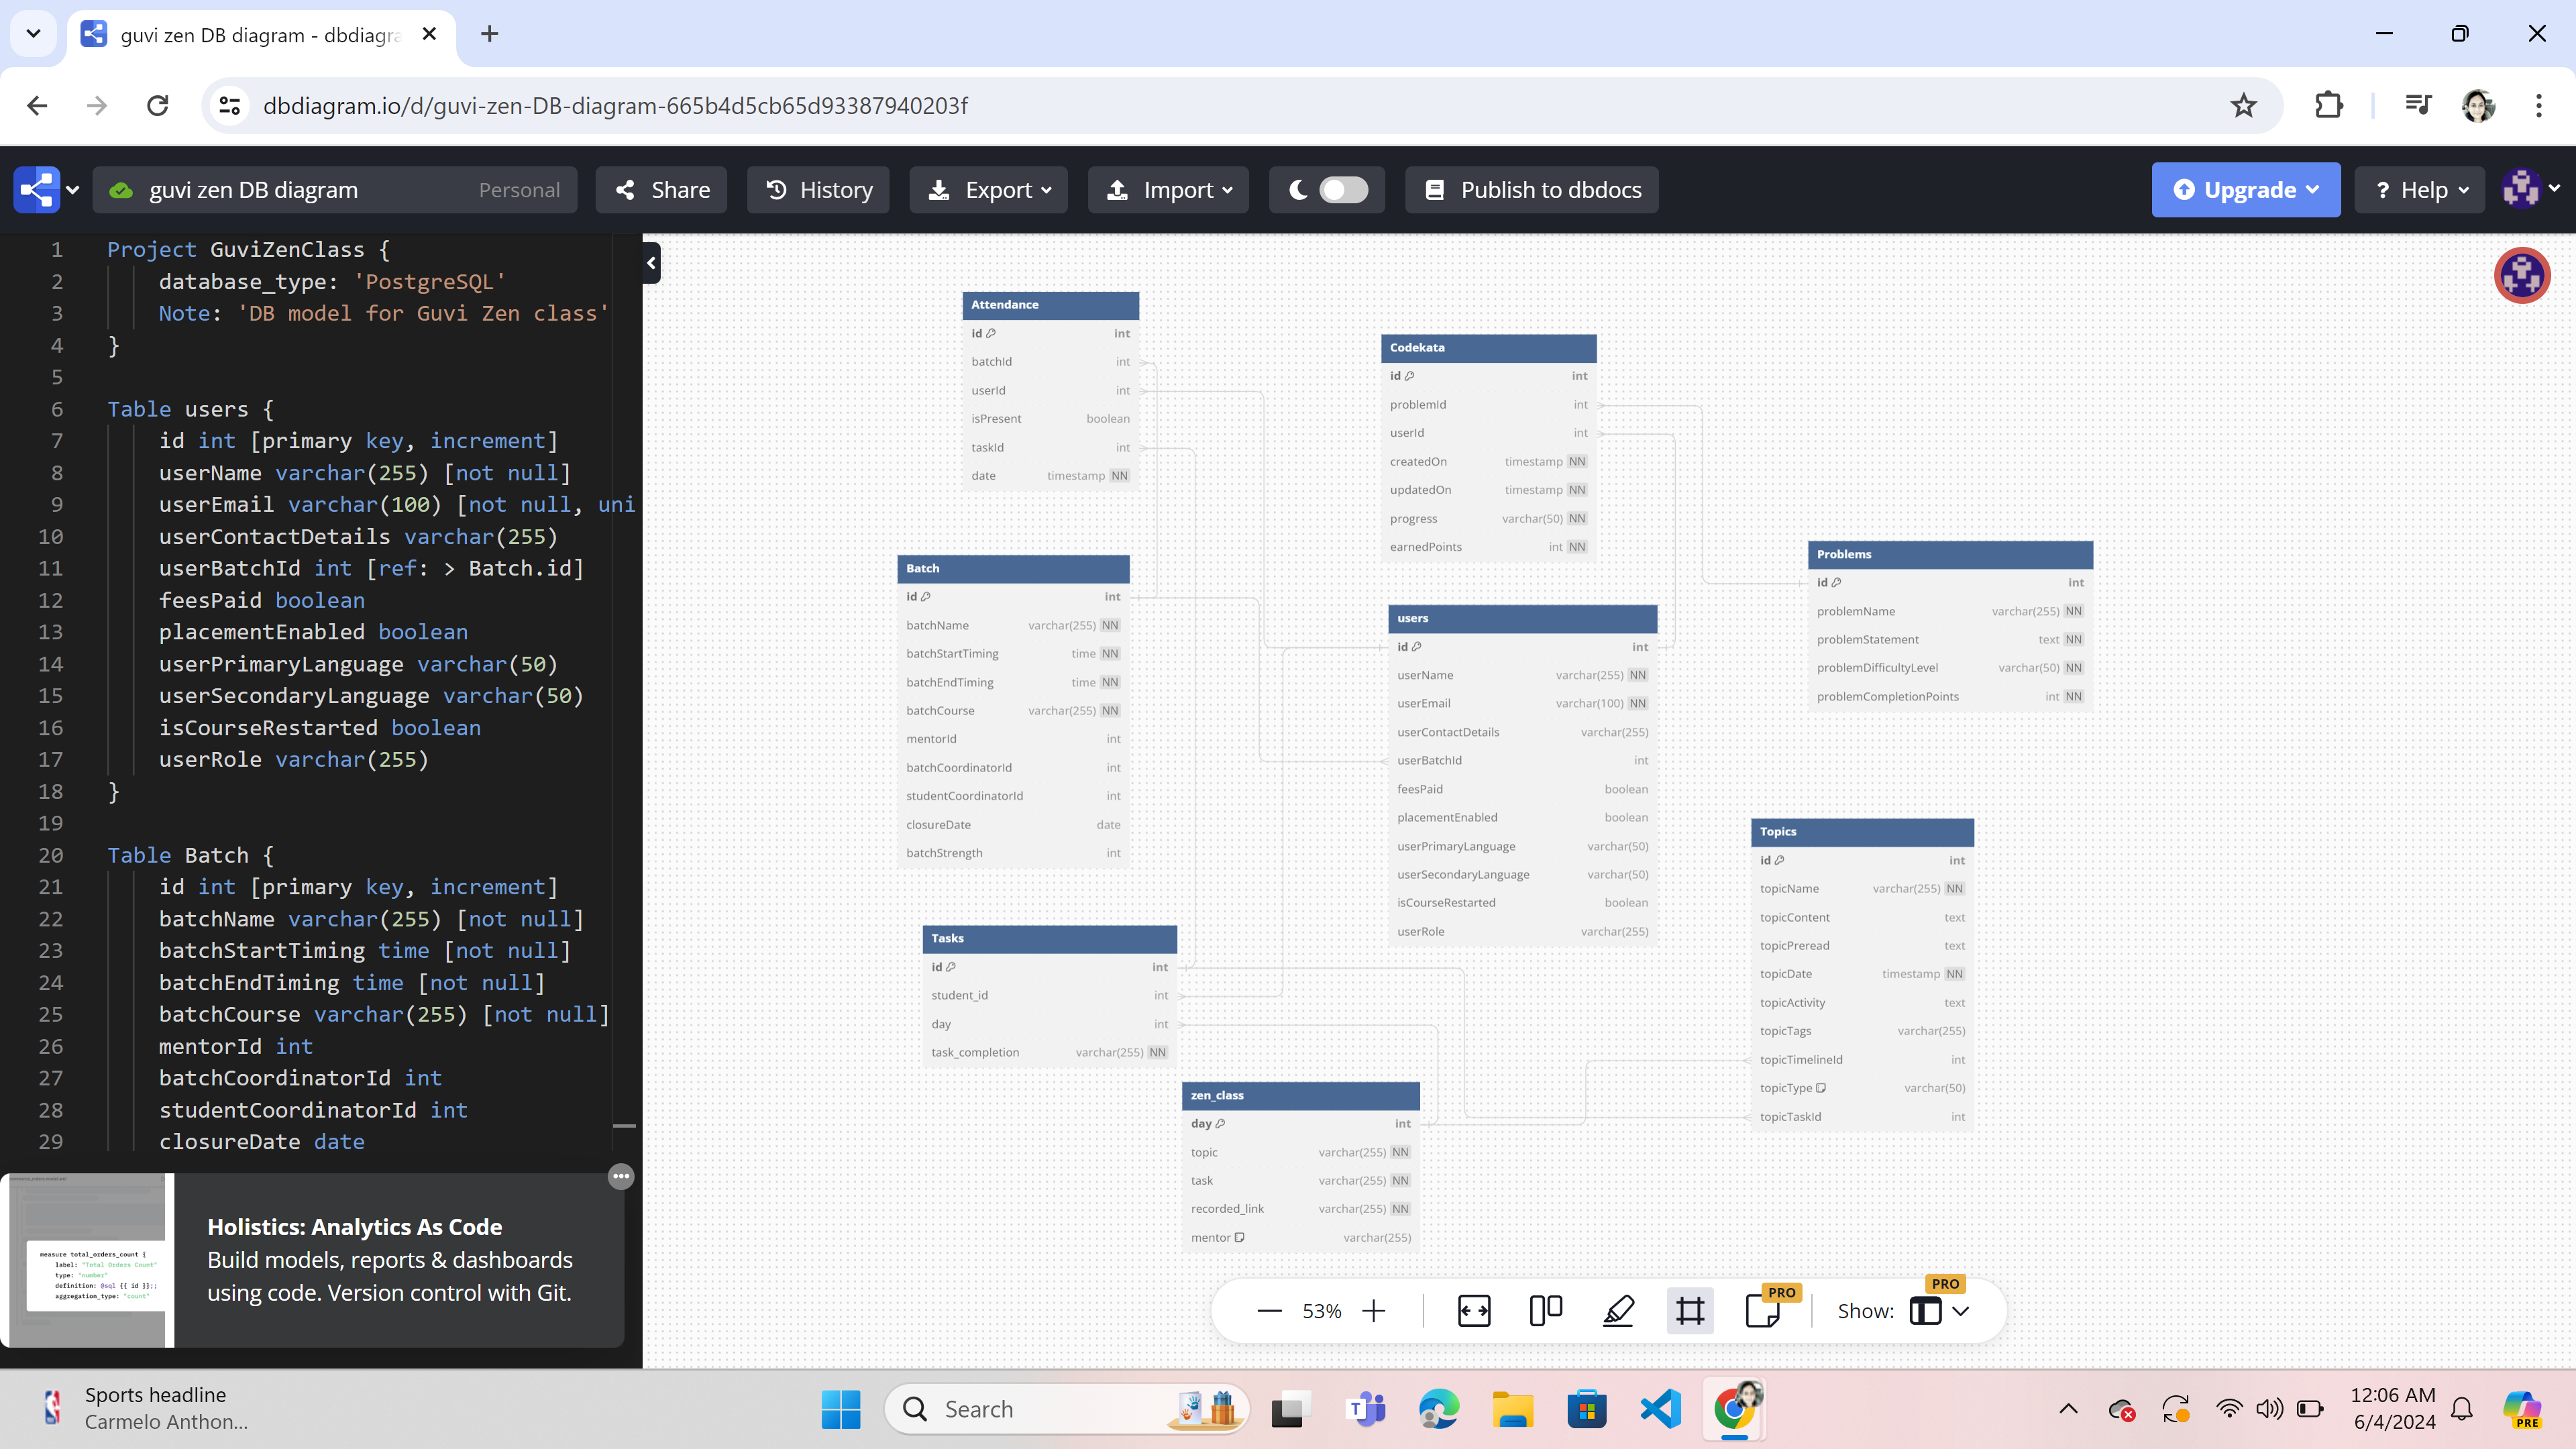 guvi zen DB diagram - dbdiagra
dbdiagram.io/d/guvi-zen-DB-diagram-665b4d5cb65d93387940203f
guvi zen DB diagram Personal
Share
History
Export
Import
Publish to dbdocs
Upgrade
? Help
1 Project GuviZenClass {
2 database_type: 'PostgreSQL'
3 Note: 'DB model for Guvi Zen class'
4 }
5
6 Table users {
7 id int [primary key, increment]
8 userName varchar(255) [not null]
9 userEmail varchar(100) [not null, uni
10 userContactDetails varchar(255)
11 userBatchId int [ref: > Batch.id]
12 feesPaid boolean
13 placementEnabled boolean
14 userPrimaryLanguage varchar(50)
15 userSecondaryLanguage varchar(50)
16 isCourseRestarted boolean
17 userRole varchar(255)
18 }
19
20 Table Batch {
21 id int [primary key, increment]
22 batchName varchar(255) [not null]
23 batchStartTiming time [not null]
24 batchEndTiming time [not null]
25 batchCourse varchar(255) [not null]
26 mentorId int
27 batchCoordinatorId int
28 studentCoordinatorId int
29 closureDate date
measure total_orders_count {
label: "Total Orders Count"
type: "number"
definition: @sql {{ id }};;
aggregation_type: "count"
Holistics: Analytics As Code
Build models, reports & dashboards
using code. Version control with Git.
Attendance
id int
batchId int
userId int
isPresent boolean
taskId int
date timestamp NN
Codekata
id int
problemId int
userId int
createdOn timestamp NN
updatedOn timestamp NN
progress varchar(50) NN
earnedPoints int NN
Batch
id int
batchName varchar(255) NN
batchStartTiming time NN
batchEndTiming time NN
batchCourse varchar(255) NN
mentorId int
batchCoordinatorId int
studentCoordinatorId int
closureDate date
batchStrength int
users
id int
userName varchar(255) NN
userEmail varchar(100) NN
userContactDetails varchar(255)
userBatchId int
feesPaid boolean
placementEnabled boolean
userPrimaryLanguage varchar(50)
userSecondaryLanguage varchar(50)
isCourseRestarted boolean
userRole varchar(255)
Problems
id int
problemName varchar(255) NN
problemStatement text NN
problemDifficultyLevel varchar(50) NN
problemCompletionPoints int NN
Topics
id int
topicName varchar(255) NN
topicContent text
topicPreread text
topicDate timestamp NN
topicActivity text
topicTags varchar(255)
topicTimelineId int
topicType varchar(50)
topicTaskId int
Tasks
id int
student_id int
day int
task_completion varchar(255) NN
zen_class
day int
topic varchar(255) NN
task varchar(255) NN
recorded_link varchar(255) NN
mentor varchar(255)
53%
PRO
Show:
PRO
Sports headline
Carmelo Anthon...
Search
12:06 AM
6/4/2024
PRE